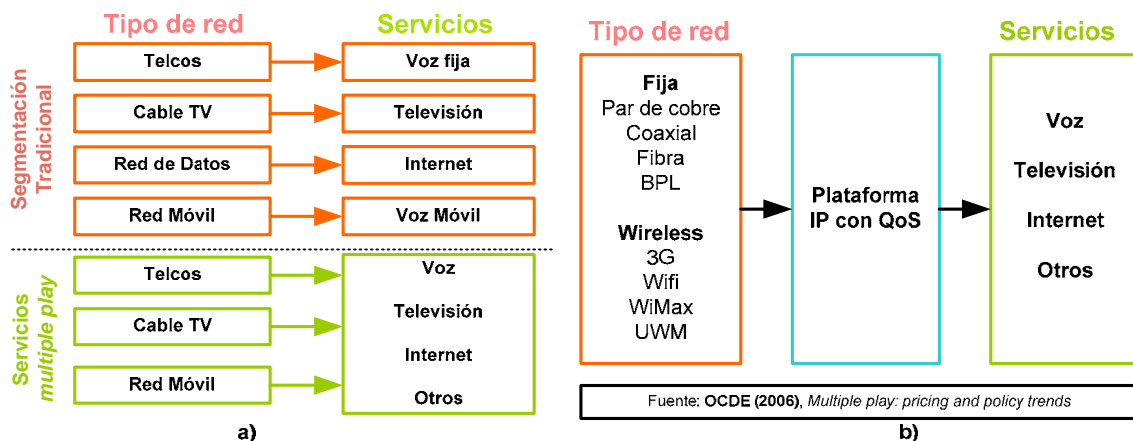 Tipo de red
Servicios
Segmentación
Tradicional
Telcos
Voz fija
Cable TV
Televisión
Red de Datos
Internet
Red Móvil
Voz Móvil
Servicios
multiple play
Telcos
Cable TV
Red Móvil
Voz
Televisión
Internet
Otros
a)
Tipo de red
Servicios
Fija
Par de cobre
Coaxial
Fibra
BPL
Wireless
3G
Wifi
WiMax
UWM
Plataforma
IP con QoS
Voz
Televisión
Internet
Otros
Fuente: OCDE (2006), Multiple play: pricing and policy trends
b)